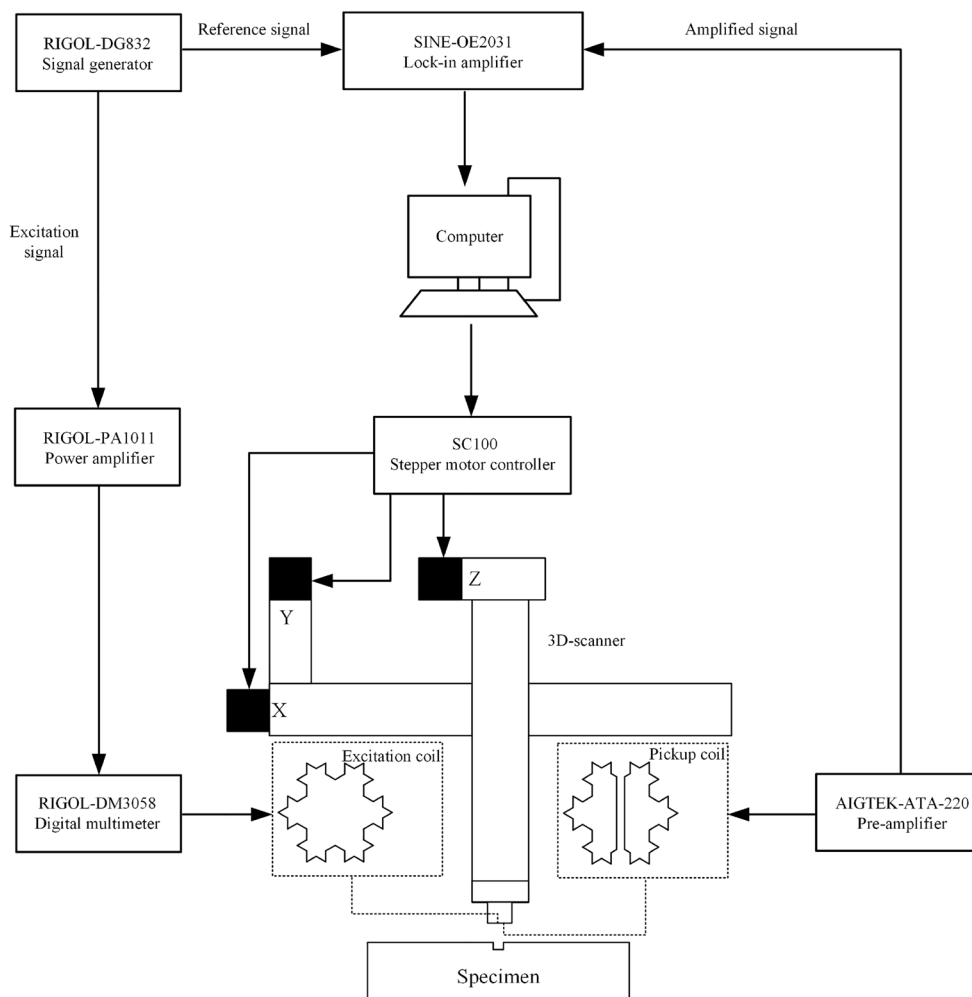 RIGOL-DG832
Signal generator
Reference signal
SINE-OE2031
Lock-in amplifier
Amplified signal
Excitation
signal
Computer
RIGOL-PA1011
Power amplifier
SC100
Stepper motor controller
Z
Y
3D-scanner
X
Excitation coil
Pickup coil
RIGOL-DM3058
Digital multimeter
AIGTEK-ATA-220
Pre-amplifier
Specimen